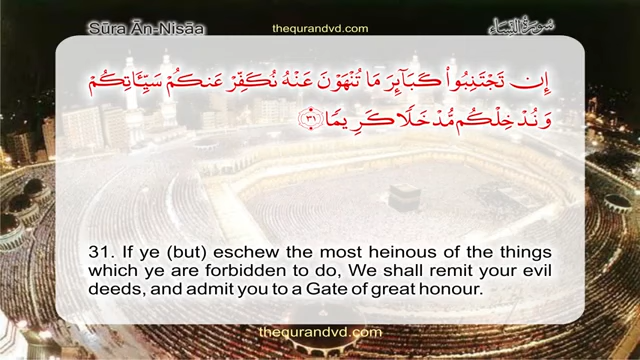 Sūra Ān-Nisāa
thequrandvd.com
سورة النساء
إِن تَجْتَنِبُوا۟ كَبَآئِرَ مَا تُنْهَوْنَ عَنْهُ نُكَفِّرْ عَنكُمْ سَيِّـَٔاتِكُمْ
وَنُدْخِلْكُم مُّدْخَلًا كَرِيمًا ٣١
31. If ye (but) eschew the most heinous of the things
which ye are forbidden to do, We shall remit your evil
deeds, and admit you to a Gate of great honour.
thequrandvd.com